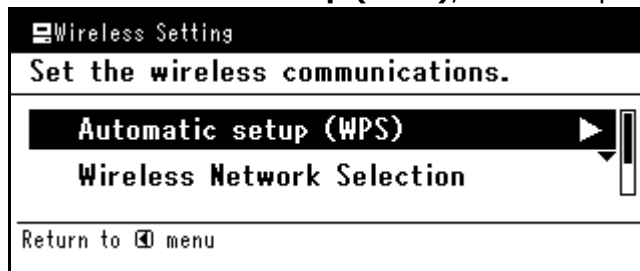 p (   ),
Wireless Setting
Set the wireless communications.
Automatic setup (WPS)
Wireless Network Selection
Return to ◀ menu